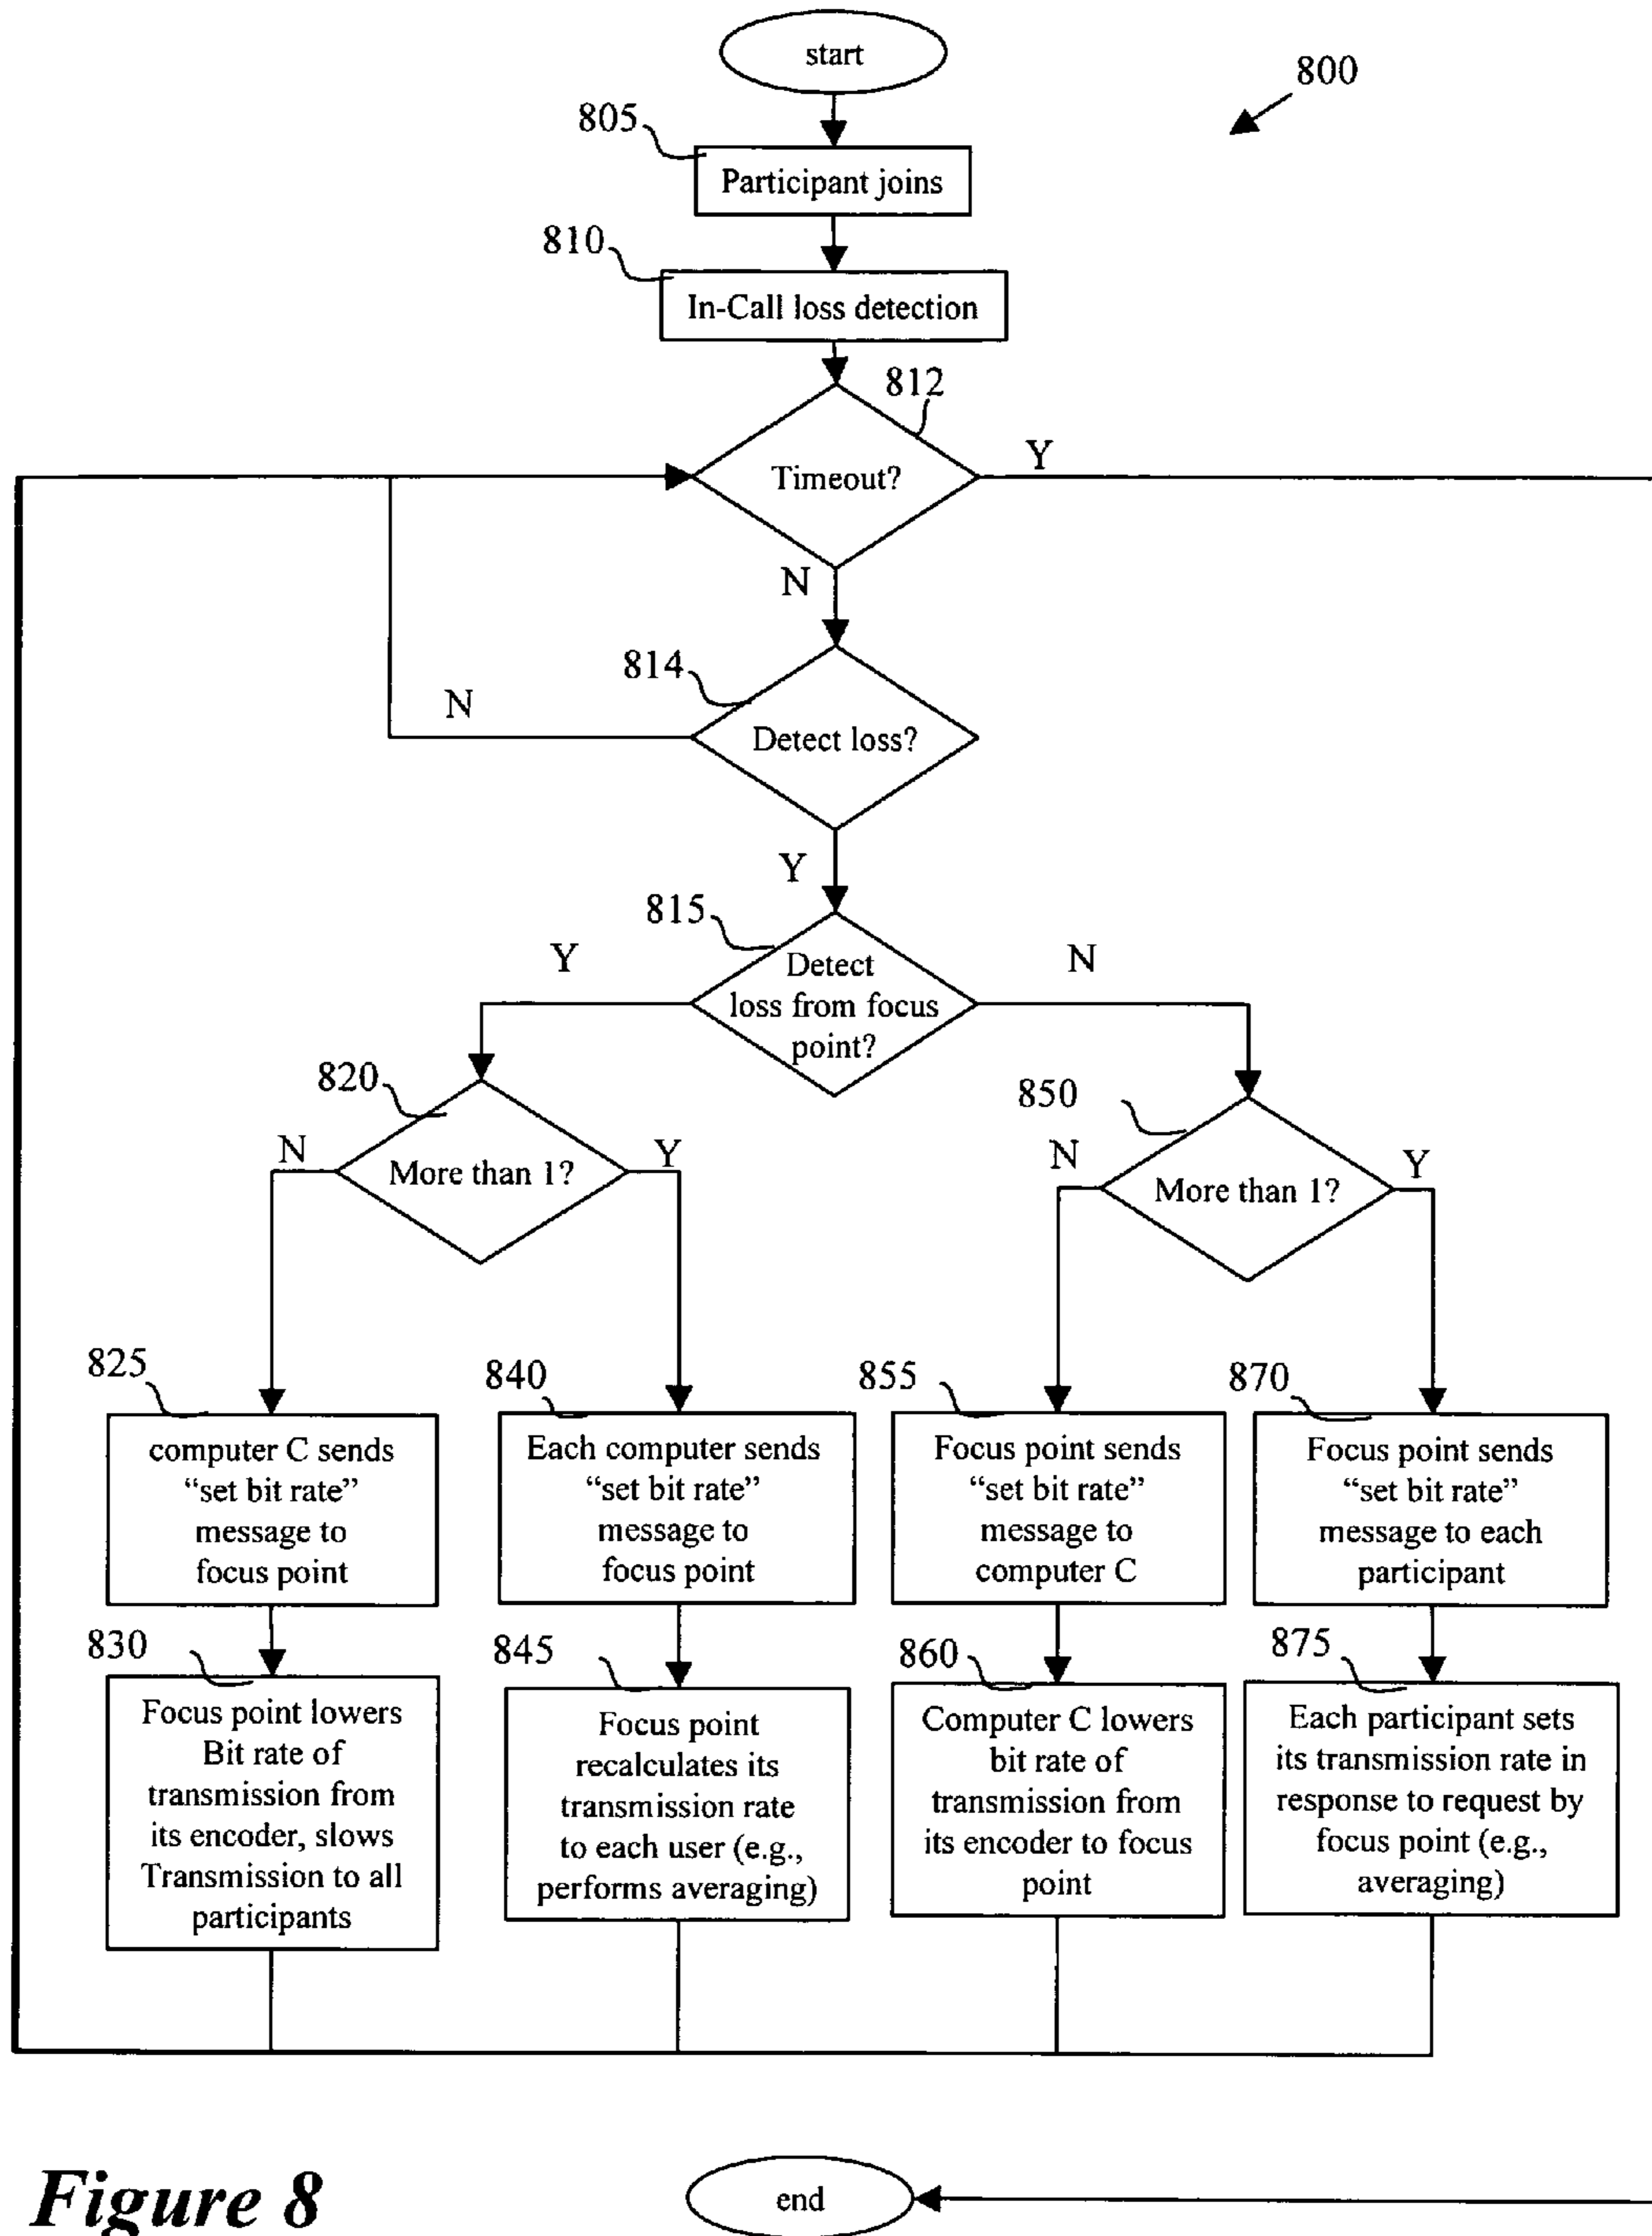 start
800
805
Participant joins
810
In-Call loss detection
812
Timeout?
Y
N
814
N
Detect loss?
Y
815
Y
N
Detect
loss from focus
point?
820
N
Y
More than 1?
850
N
Y
More than 1?
825
computer C sends
“set bit rate”
message to
focus point
840
Each computer sends
“set bit rate”
message to
focus point
855
Focus point sends
“set bit rate”
message to
computer C
870
Focus point sends
“set bit rate”
message to each
participant
830
Focus point lowers
Bit rate of
transmission from
its encoder, slows
Transmission to all
participants
845
Focus point
recalculates its
transmission rate
to each user (e.g.,
performs averaging)
860
Computer C lowers
bit rate of
transmission from
its encoder to focus
point
875
Each participant sets
its transmission rate in
response to request by
focus point (e.g.,
averaging)
Figure 8
end